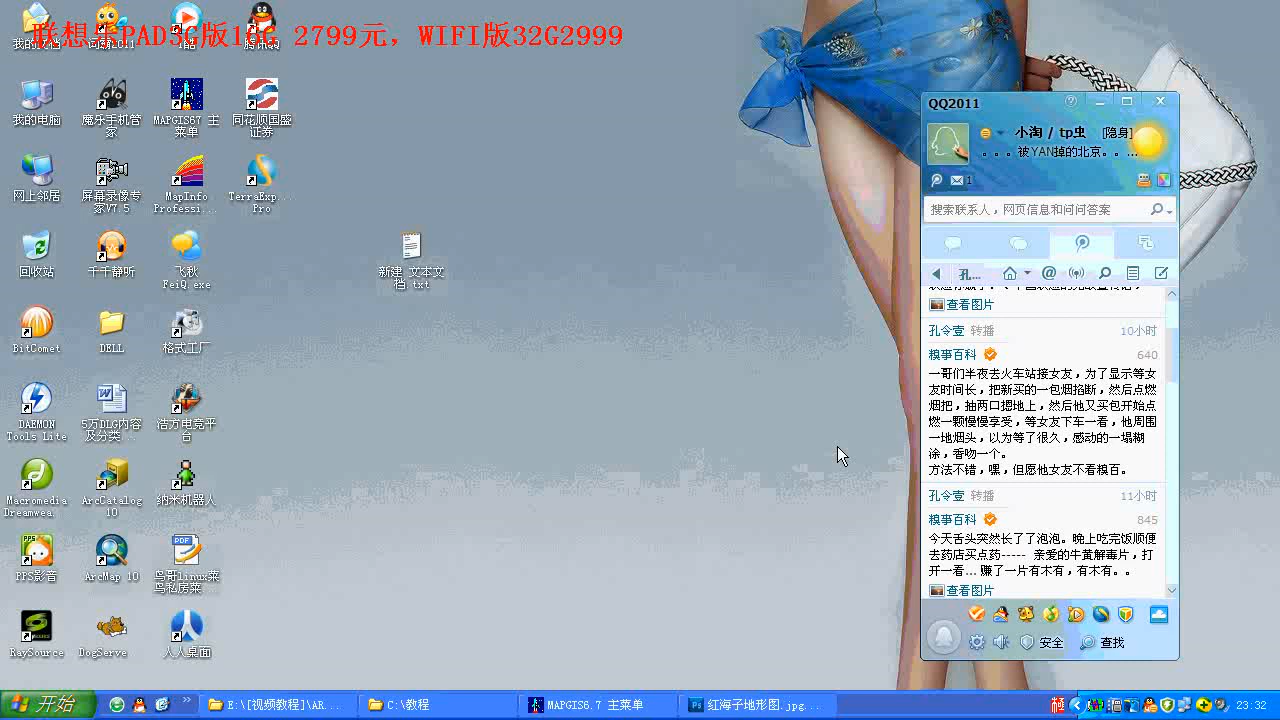 联想乐PAD3G版16G 2799元，WIFI版32G2999
我的电脑
魔乐手机管家
MAPGIS67 主菜单
同花顺国盛证券
网上邻居
屏幕录像专家V7.5
MapInfo Professi...
TerraExp... Pro
回收站
千千静听
飞秋 FeiQ.exe
新建 文本文档.txt
BitComet
DELL
格式工厂
DAEMON Tools Lite
5万DLG内容及分类...
浩方电竞平台
Macromedia Dreamwea...
ArcCatalog 10
纳米机器人
PPS影音
ArcMap 10
鸟哥linux菜鸟私房菜...
RaySource
DogServe
人人桌面
QQ2011
小淘 / tp虫 [隐身]
。。。被YAN掉的北京。。...
1
搜索联系人，网页信息和问问答案
孔...
查看图片
孔令壹 转播 10小时
糗事百科 640
一哥们半夜去火车站接女友，为了显示等女
友时间长，把新买的一包烟掐断，然后点燃
烟把，抽两口摁地上，然后他又买包开始点
燃一颗慢慢享受，等女友下车一看，他周围
一地烟头，以为等了很久，感动的一塌糊
涂，香吻一个。
方法不错，嘿，但愿他女友不看糗百。
孔令壹 转播 11小时
糗事百科 845
今天舌头突然长了了泡泡。晚上吃完饭顺便
去药店买点药----- 亲爱的牛黄解毒片，打
开一看... 赚了一片有木有，有木有。。
查看图片
安全 查找
开始
E:\[视频教程]\AR...
C:\教程
MAPGIS6.7 主菜单
红海子地形图.jpg...
23:32